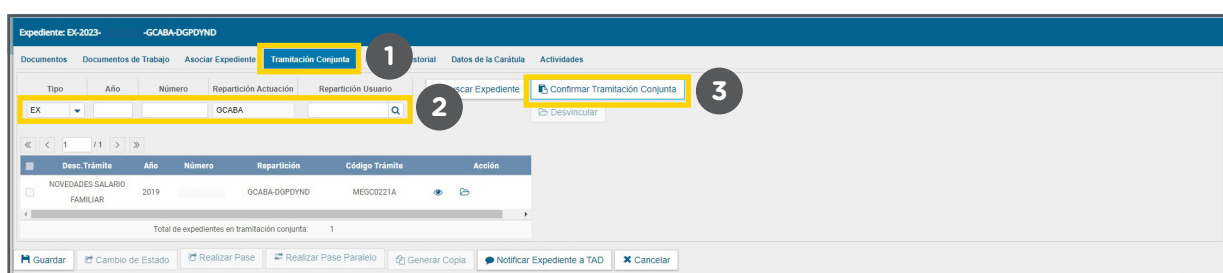 Expediente: EX-2023- -GCABA-DGPDYND
Documentos Documentos de Trabajo Asociar Expediente Tramitación Conjunta 1 Datos de la Carátula Actividades
Tipo Año Número Repartición Actuación Repartición Usuario Expediente Confirmar Tramitación Conjunta 3
EX GCABA 2 Desvincular
« < 1 / 1 > »
Desc.Trámite Año Número Repartición Código Trámite Acción
NOVEDADES SALARIO
FAMILIAR
2019 GCABA-DGPDYND MEGC0221A
Total de expedientes en tramitación conjunta: 1
Guardar Cambio de Estado Realizar Pase Realizar Pase Paralelo Generar Copia Notificar Expediente a TAD Cancelar